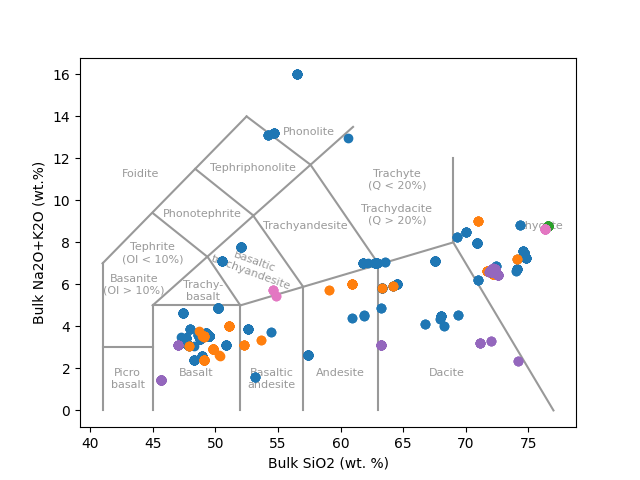 16
14
12
10
8
6
4
2
0
40
45
50
55
60
65
70
75
Bulk Na2O+K2O (wt.%)
Bulk SiO2 (wt. %)
Phonolite
Foidite
Tephriphonolite
Trachyte
(Q < 20%)
Trachydacite
(Q > 20%)
Phonotephrite
Trachyandesite
Tephrite
(Ol < 10%)
Basaltic
Basanite
(Ol > 10%)
Trachy-
basalt
Picro
basalt
Basalt
Basaltic
andesite
Andesite
Dacite